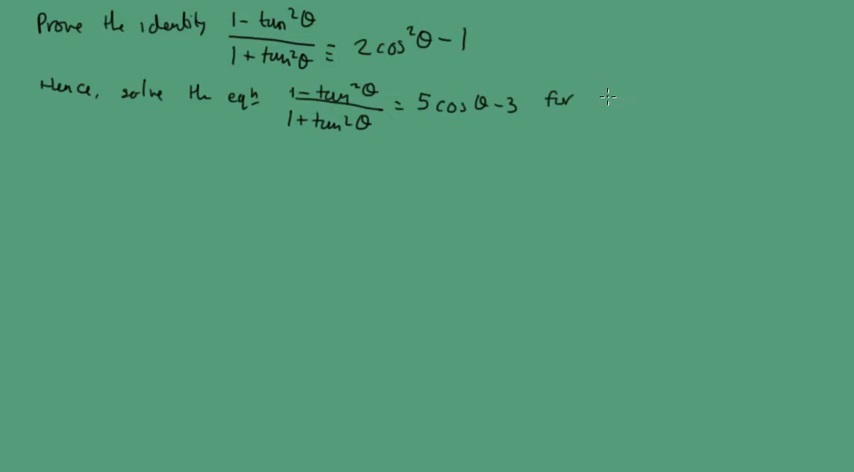 Prove the identity (1 - tan²θ)/(1 + tan²θ) ≡ 2cos²θ - 1
Hence, solve the eqn (1 - tan²θ)/(1 + tan²θ) = 5cosθ - 3 for